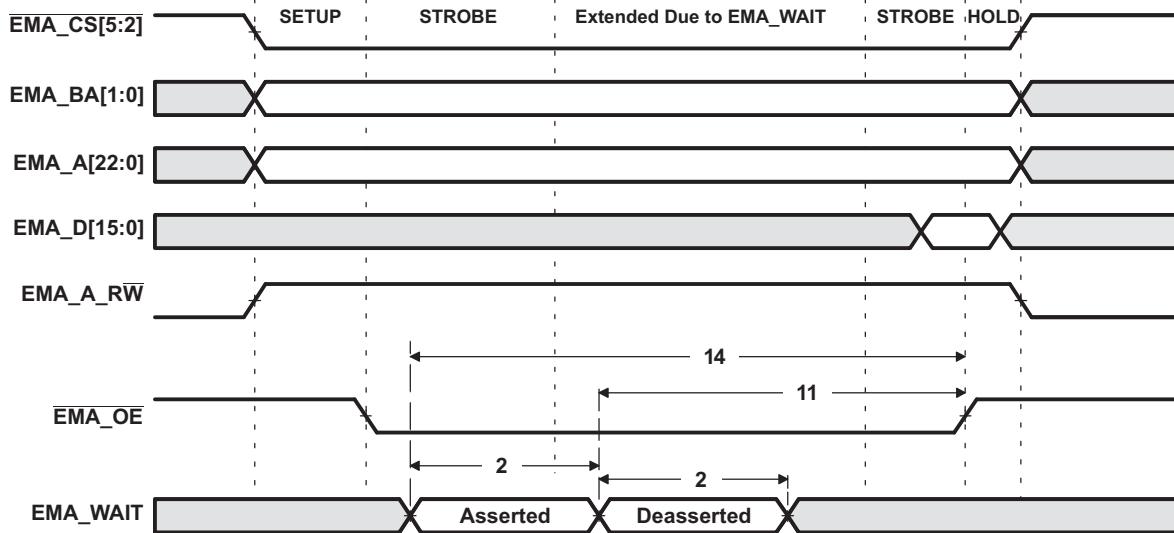 EMA_CS[5:2]
SETUP STROBE Extended Due to EMA_WAIT STROBE HOLD
EMA_BA[1:0]
EMA_A[22:0]
EMA_D[15:0]
EMA_A_RW
14
11
EMA_OE
2
2
EMA_WAIT Asserted Deasserted